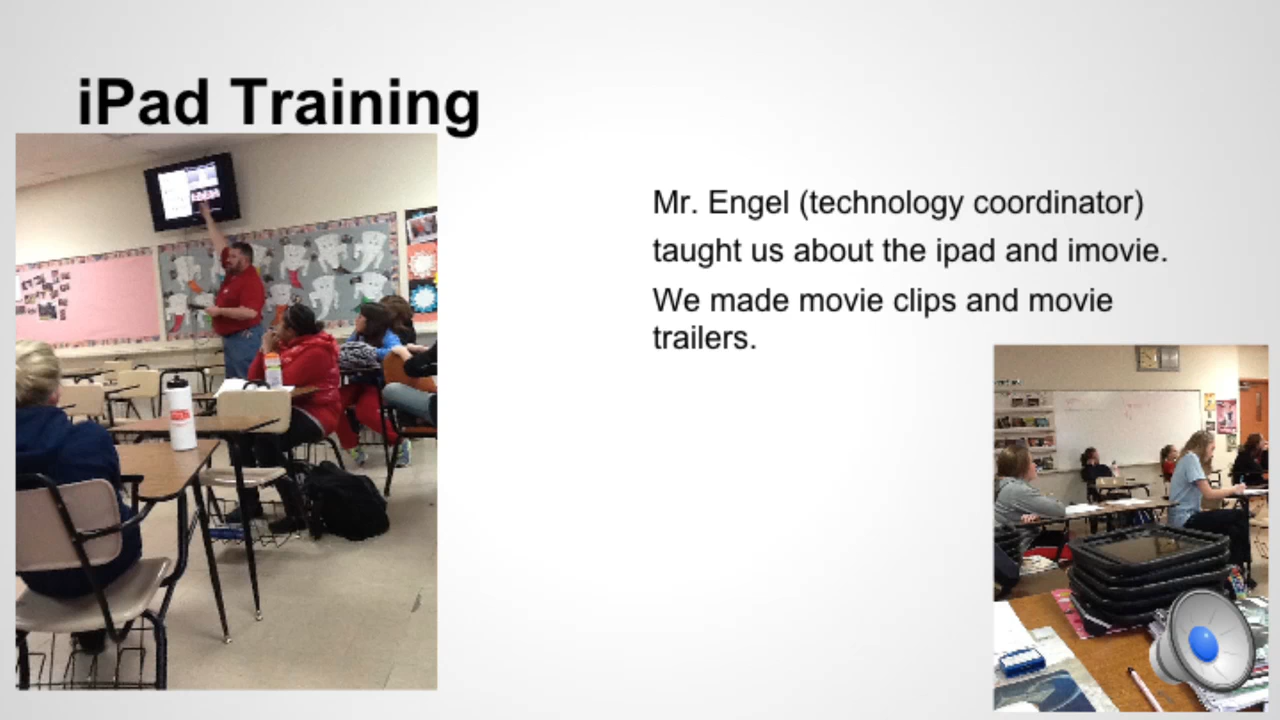 iPad Training
Mr. Engel (technology coordinator)
taught us about the ipad and imovie.
We made movie clips and movie
trailers.